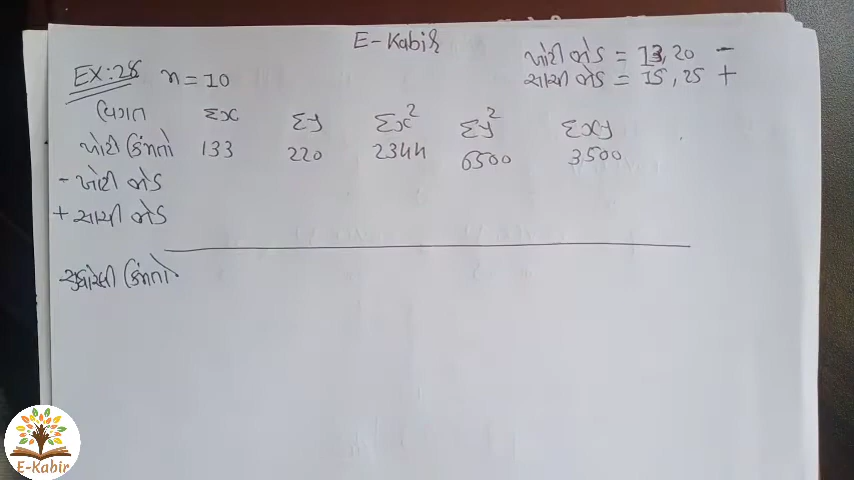 E-Kabir
ખોટી જોડ = 13, 20 -
EX:28 n = 10
સાચી જોડ = 15, 25 +
વિગત Σx Σy Σx² Σy² Σxy
ખોટી કિંમતો 133 220 2344 6500 3500
- ખોટી જોડ
+ સાચી જોડ
સુધારેલી કિંમતો
E-Kabir